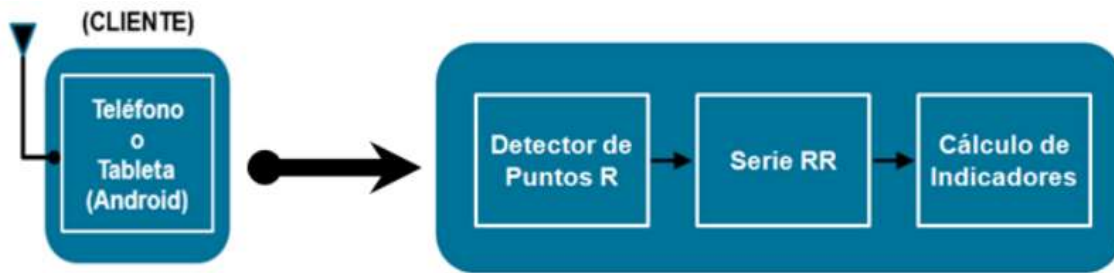 (CLIENTE)
Teléfono
o
Tableta
(Android)
Detector de
Puntos R
Serie RR
Cálculo de
Indicadores